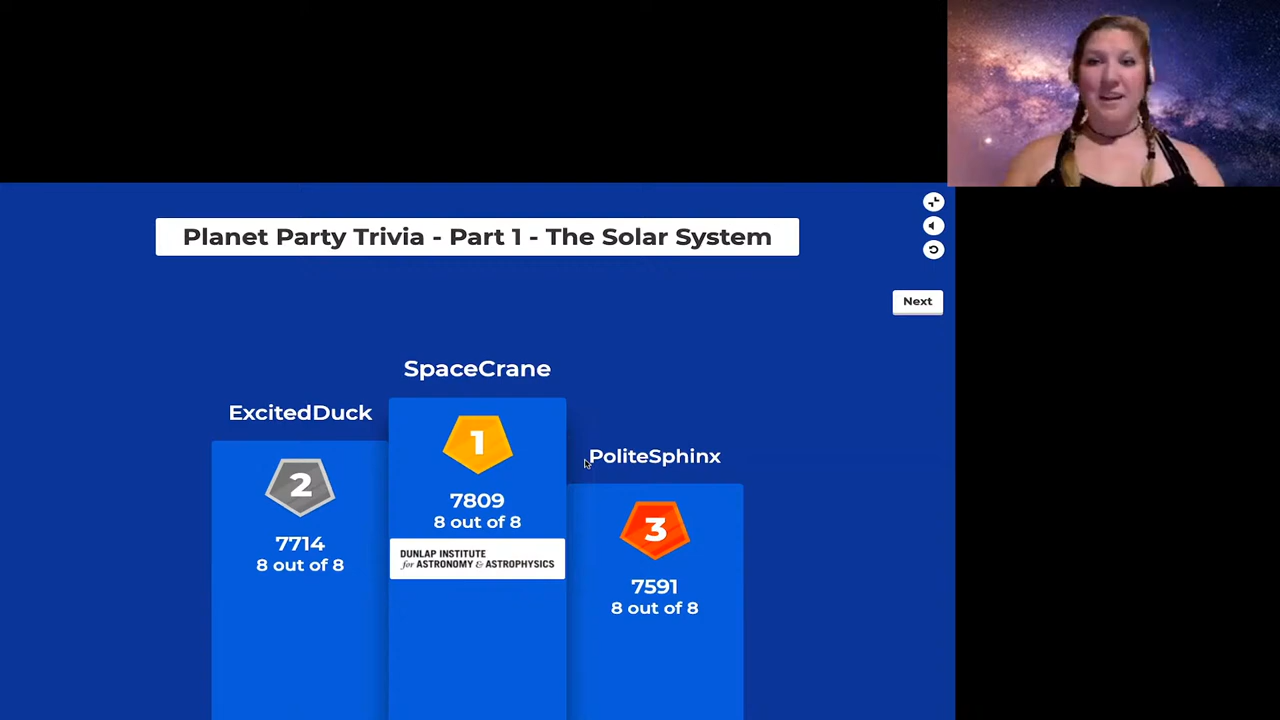 Planet Party Trivia - Part 1 - The Solar System
Next
SpaceCrane
ExcitedDuck
PoliteSphinx
1
7809
8 out of 8
2
7714
8 out of 8
3
7591
8 out of 8
DUNLAP INSTITUTE
for ASTRONOMY & ASTROPHYSICS